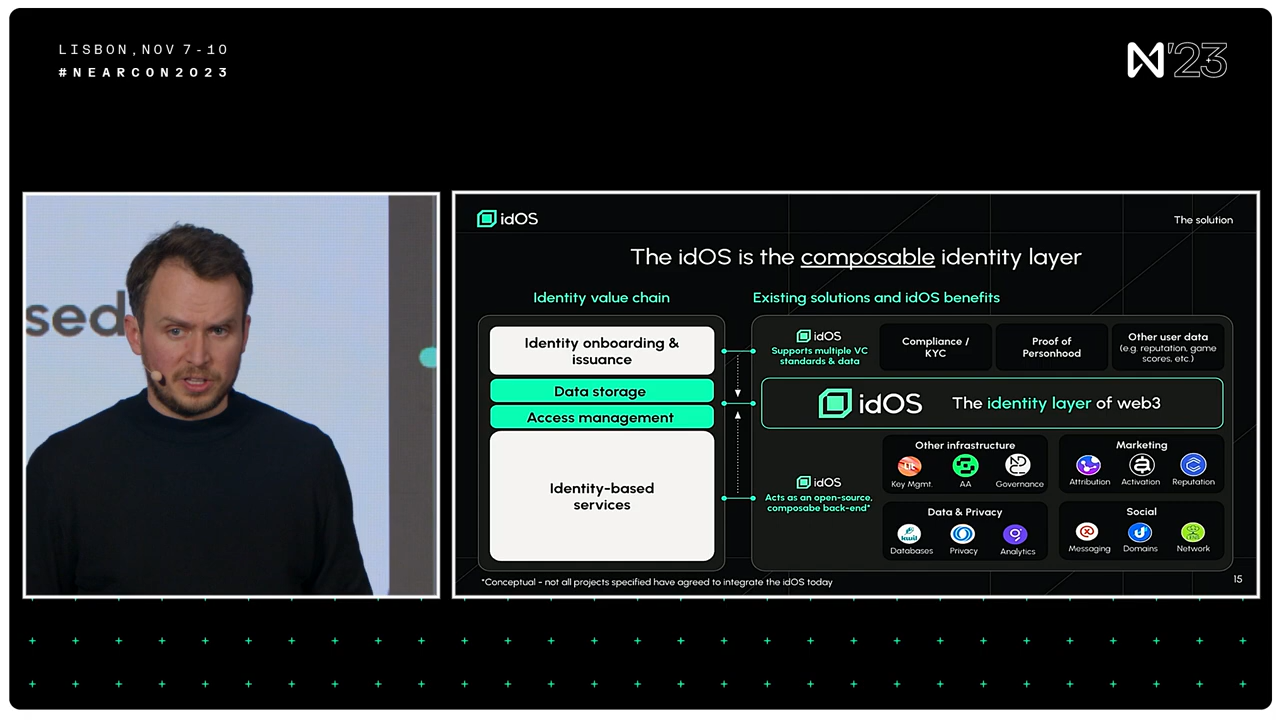 LISBON, NOV 7-10
#NEARCON2023
N'23
sed
idOS
The solution
The idOS is the composable identity layer
Identity value chain
Existing solutions and idOS benefits
Identity onboarding &
issuance
Data storage
Access management
Identity-based
services
idOS
Supports multiple VC
standards & data
Compliance /
KYC
Proof of
Personhood
Other user data
(e.g. reputation, game
scores, etc )
idOS
The identity layer of web3
idOS
Acts as an open-source,
composabe back-end*
Other infrastructure
Lit
Key Mgmt.
AA
Governance
Marketing
Attribution
Activation
Reputation
Data & Privacy
kwil
Databases
Privacy
Analytics
Social
Messaging
Domains
Network
*Conceptual - not all projects specified have agreed to integrate the idOS today
15